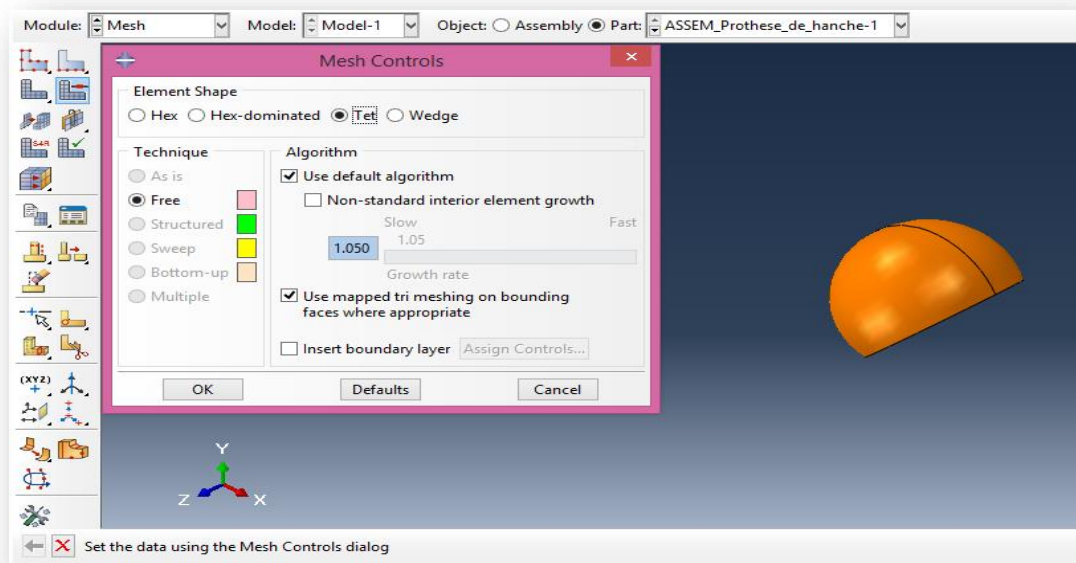 Module: Mesh Model: Model-1 Object: Assembly Part: ASSEM_Prothese_de_hanche-1
Mesh Controls
Element Shape
Hex Hex-dominated Tet Wedge
Technique
As is
Free
Structured
Sweep
Bottom-up
Multiple
Algorithm
Use default algorithm
Non-standard interior element growth
Slow Fast
1.050 1.05
Growth rate
Use mapped tri meshing on bounding
faces where appropriate
Insert boundary layer Assign Controls...
OK Defaults Cancel
S4R
(XYZ)
Y
Z X
Set the data using the Mesh Controls dialog